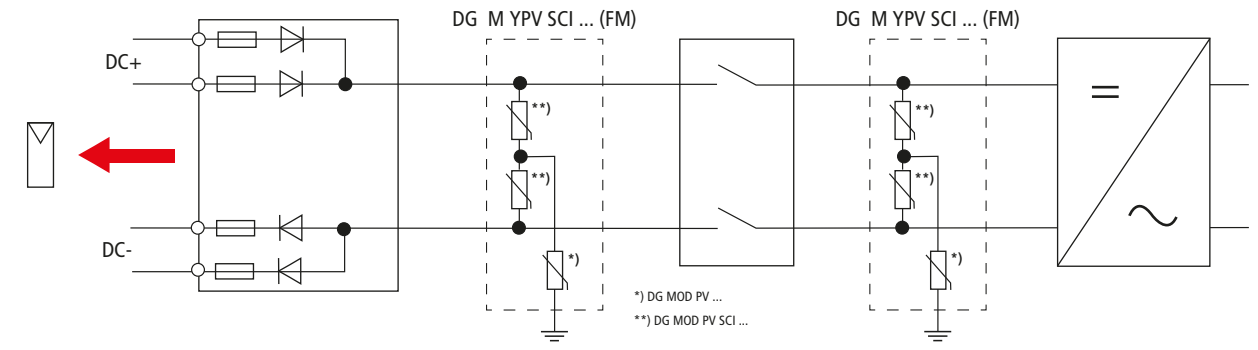 DG M YPV SCI ... (FM)
DG M YPV SCI ... (FM)
DC+
**)
**)
**)
**)
DC-
*)
*)
*) DG MOD PV ...
**) DG MOD PV SCI ...